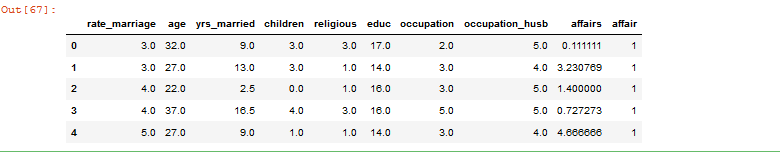 Out[67]:
rate_marriage age yrs_married children religious educ occupation occupation_husb affairs affair
0 3.0 32.0 9.0 3.0 3.0 17.0 2.0 5.0 0.111111 1
1 3.0 27.0 13.0 3.0 1.0 14.0 3.0 4.0 3.230769 1
2 4.0 22.0 2.5 0.0 1.0 16.0 3.0 5.0 1.400000 1
3 4.0 37.0 16.5 4.0 3.0 16.0 5.0 5.0 0.727273 1
4 5.0 27.0 9.0 1.0 1.0 14.0 3.0 4.0 4.666666 1